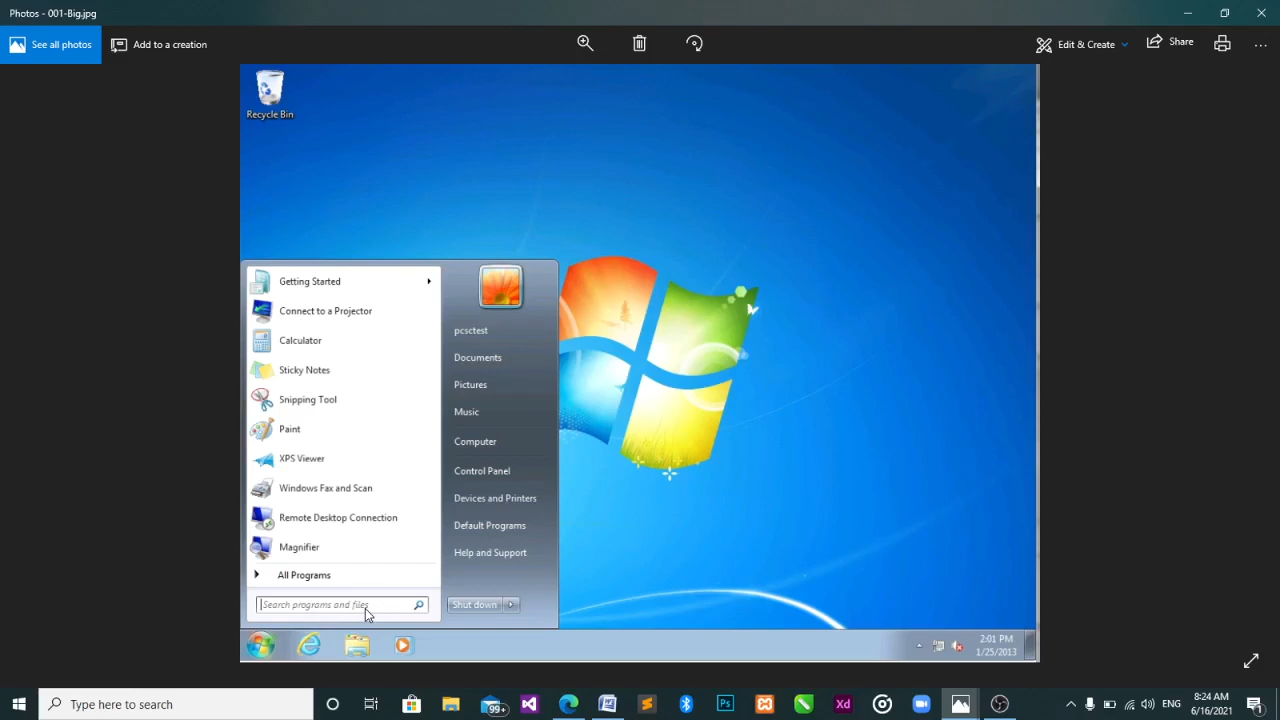 Photos - 001-Big.jpg
See all photos
Add to a creation
Edit & Create
Share
Recycle Bin
Getting Started
Connect to a Projector
Calculator
Sticky Notes
Snipping Tool
Paint
XPS Viewer
Windows Fax and Scan
Remote Desktop Connection
Magnifier
All Programs
Search programs and files
pcsctest
Documents
Pictures
Music
Computer
Control Panel
Devices and Printers
Default Programs
Help and Support
Shut down
2:01 PM
1/25/2013
Type here to search
99+
Ps
Xd
ENG
8:24 AM
6/16/2021
1